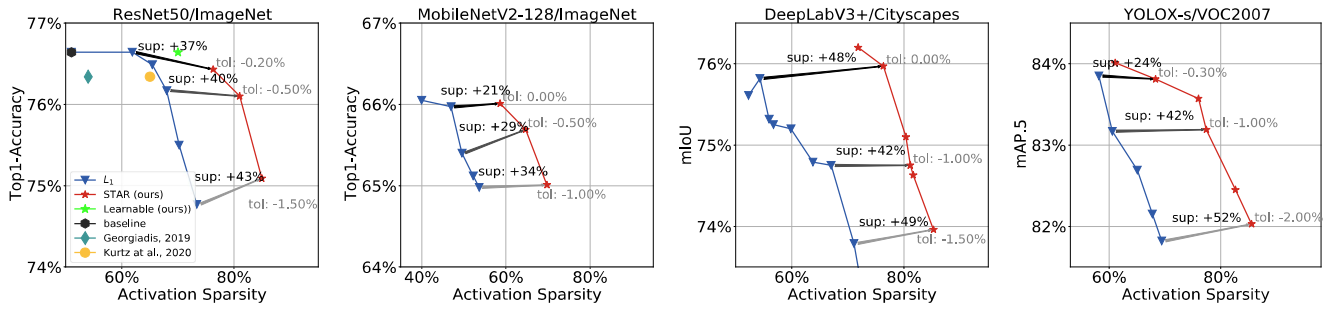 ResNet50/ImageNet
77%
76%
75%
74%
Top1-Accuracy
sup: +37%
tol: -0.20%
sup: +40%
tol: -0.50%
sup: +43%
tol: -1.50%
L1
STAR (ours)
Learnable (ours))
baseline
Georgiadis, 2019
Kurtz at al., 2020
60%
80%
Activation Sparsity
MobileNetV2-128/ImageNet
67%
66%
65%
64%
Top1-Accuracy
sup: +21%
tol: 0.00%
sup: +29%
tol: -0.50%
sup: +34%
tol: -1.00%
40%
60%
80%
Activation Sparsity
DeepLabV3+/Cityscapes
76%
75%
74%
mIoU
sup: +48%
tol: 0.00%
sup: +42%
tol: -1.00%
sup: +49%
tol: -1.50%
60%
80%
Activation Sparsity
YOLOX-s/VOC2007
84%
83%
82%
mAP.5
sup: +24%
tol: -0.30%
sup: +42%
tol: -1.00%
sup: +52%
tol: -2.00%
60%
80%
Activation Sparsity